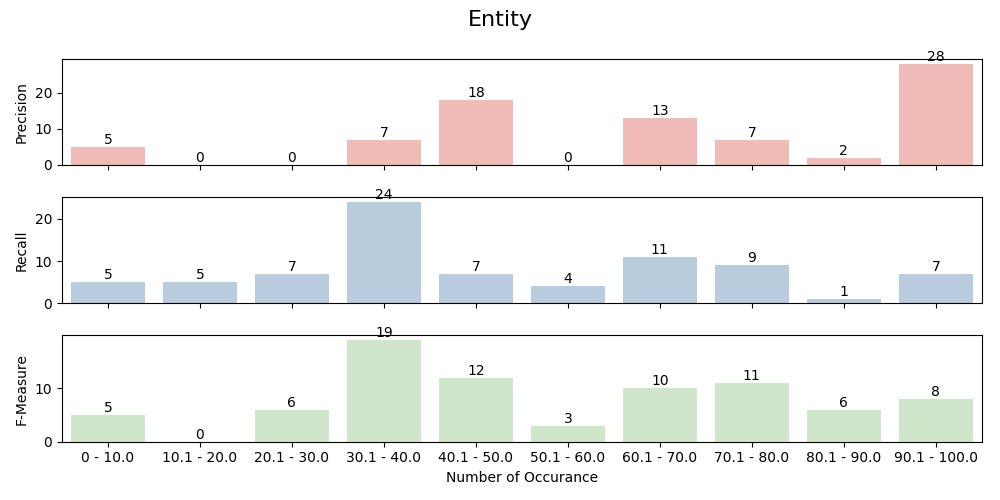 Entity
Precision
20
10
0
5
0
0
7
18
0
13
7
2
28
Recall
20
10
0
5
5
7
24
7
4
11
9
1
7
F-Measure
10
0
5
0
6
19
12
3
10
11
6
8
0 - 10.0
10.1 - 20.0
20.1 - 30.0
30.1 - 40.0
40.1 - 50.0
50.1 - 60.0
60.1 - 70.0
70.1 - 80.0
80.1 - 90.0
90.1 - 100.0
Number of Occurance